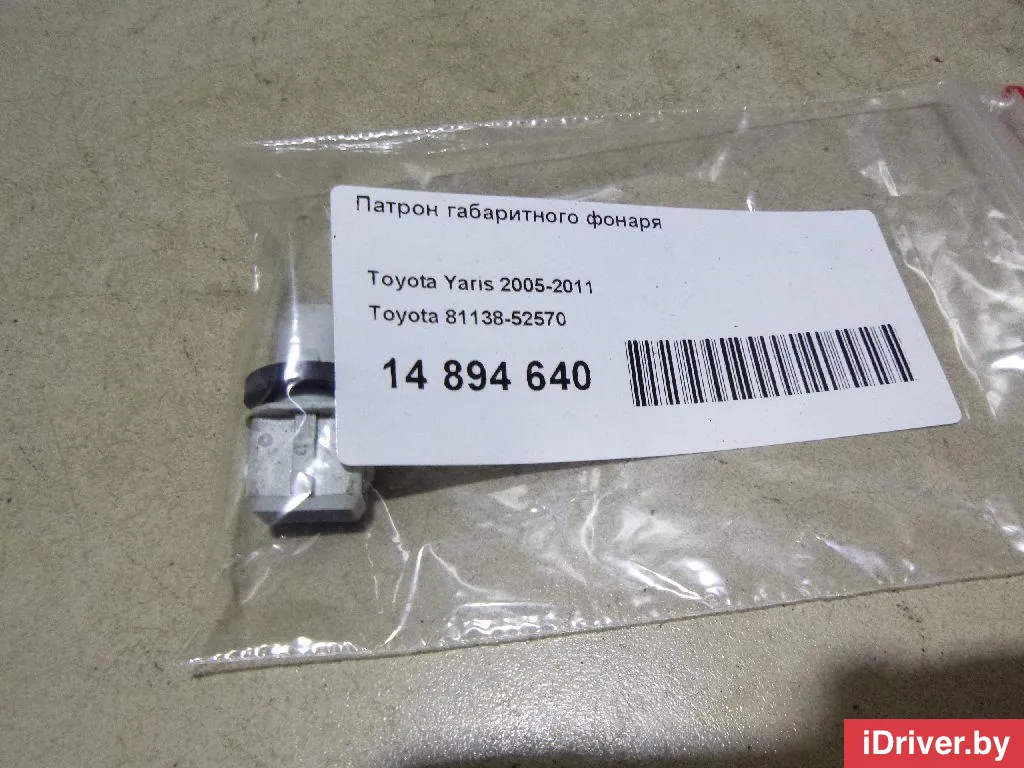 Патрон габаритного фонаря
Toyota Yaris 2005-2011
Toyota 81138-52570
14 894 640
iDriver.by